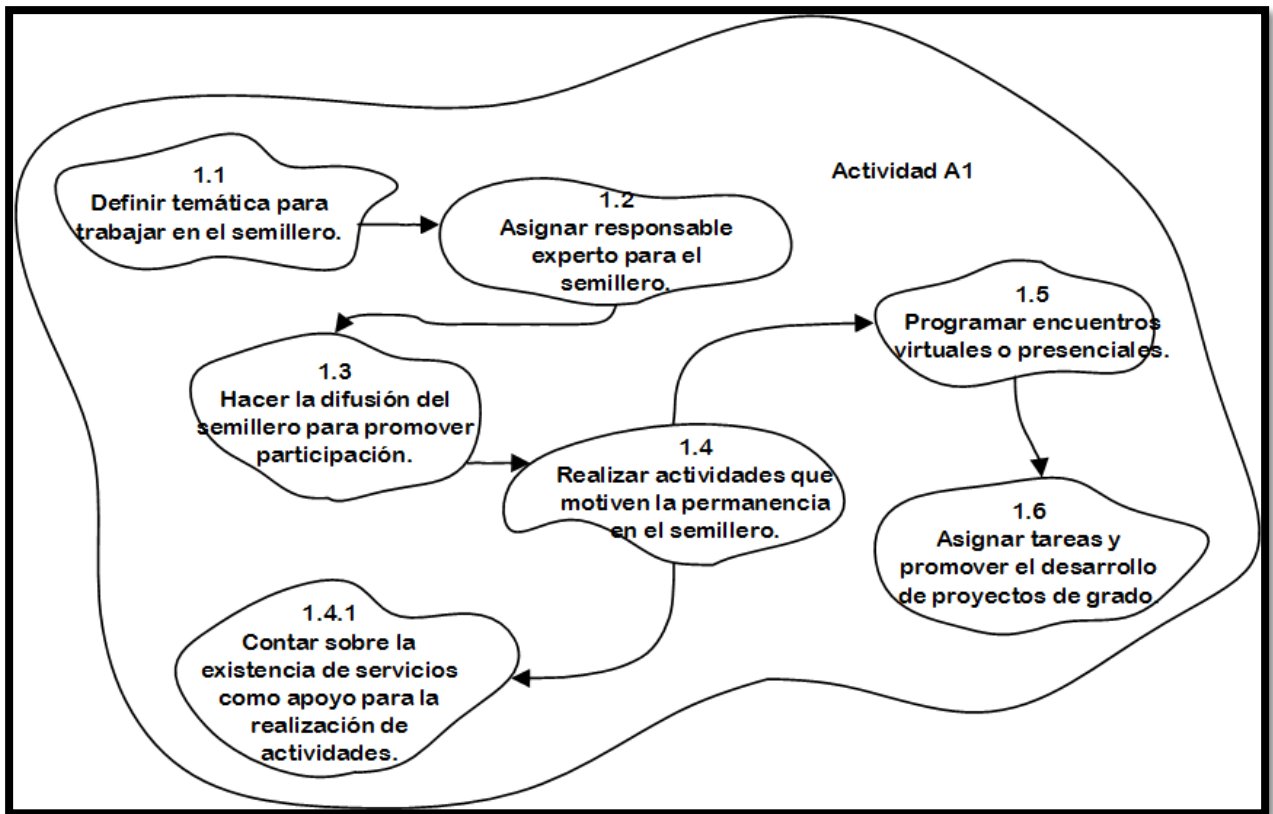 Actividad A1
1.1
Definir temática para
trabajar en el semillero.
1.2
Asignar responsable
experto para el
semillero.
1.3
Hacer la difusión del
semillero para promover
participación.
1.4
Realizar actividades que
motiven la permanencia
en el semillero.
1.4.1
Contar sobre la
existencia de servicios
como apoyo para la
realización de
actividades.
1.5
Programar encuentros
virtuales o presenciales.
1.6
Asignar tareas y
promover el desarrollo
de proyectos de grado.